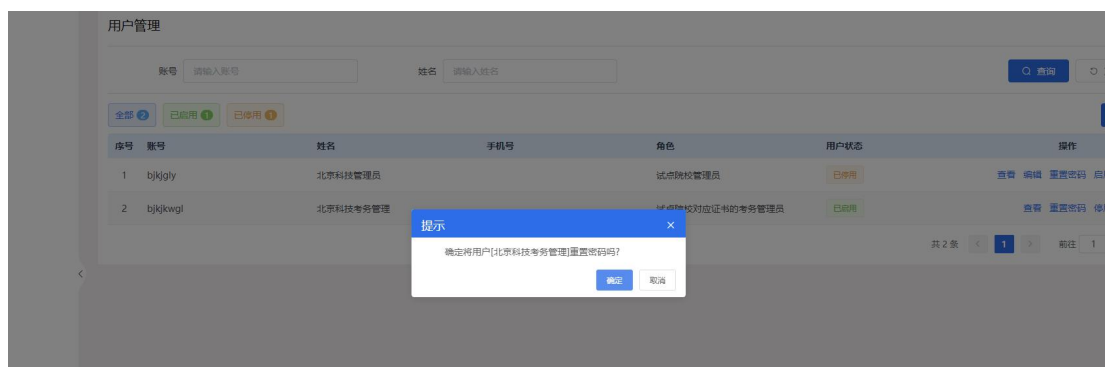 用户管理
账号 请输入账号 姓名 请输入姓名 查询
全部 2 已启用 1 已停用 1
序号 账号 姓名 手机号 角色 用户状态 操作
1 bjkjgly 北京科技管理员 试点院校管理员 已停用 查看 编辑 重置密码
2 bjkjkwgl 北京科技考务管理 试点院校对应证书的考务管理员 已启用 查看 重置密码
提示
确定将用户[北京科技考务管理]重置密码吗?
确定 取消
共 2 条 1 前往 1